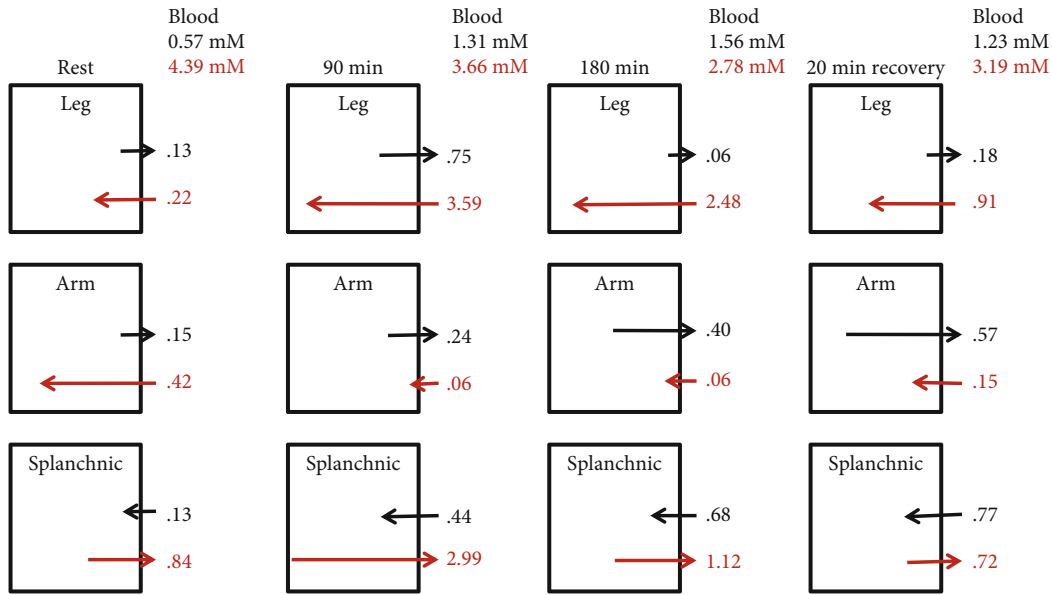 Blood Blood Blood Blood
0.57 mM 1.31 mM 1.56 mM 1.23 mM
Rest 4.39 mM 90 min 3.66 mM 180 min 2.78 mM 20 min recovery 3.19 mM
Leg Leg Leg Leg
.13 .75 .06 .18
.22 3.59 2.48 .91
Arm Arm Arm Arm
.15 .24 .40 .57
.42 .06 .06 .15
Splanchnic Splanchnic Splanchnic Splanchnic
.13 .44 .68 .77
.84 2.99 1.12 .72